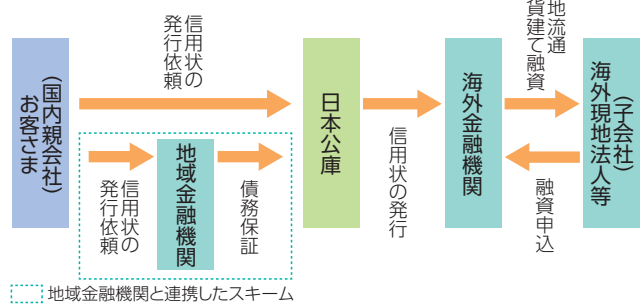 お客さま
（国内親会社）
信用状の
発行依頼
信用状の
発行依頼
地域金融機関
債務保証
日本公庫
信用状の発行
海外金融機関
地流通
貨建て融資
融資申込
海外現地法人等
（子会社）
地域金融機関と連携したスキーム